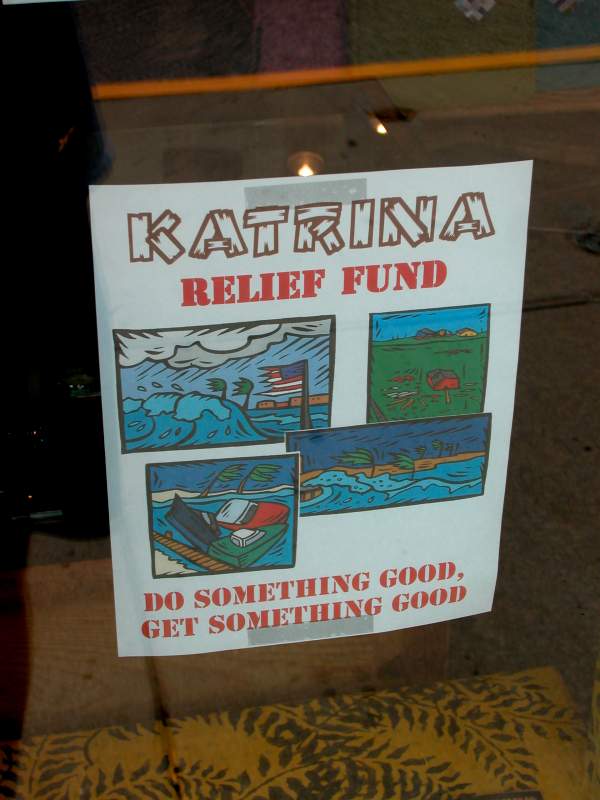 KATRINA
RELIEF FUND
DO SOMETHING GOOD,
GET SOMETHING GOOD